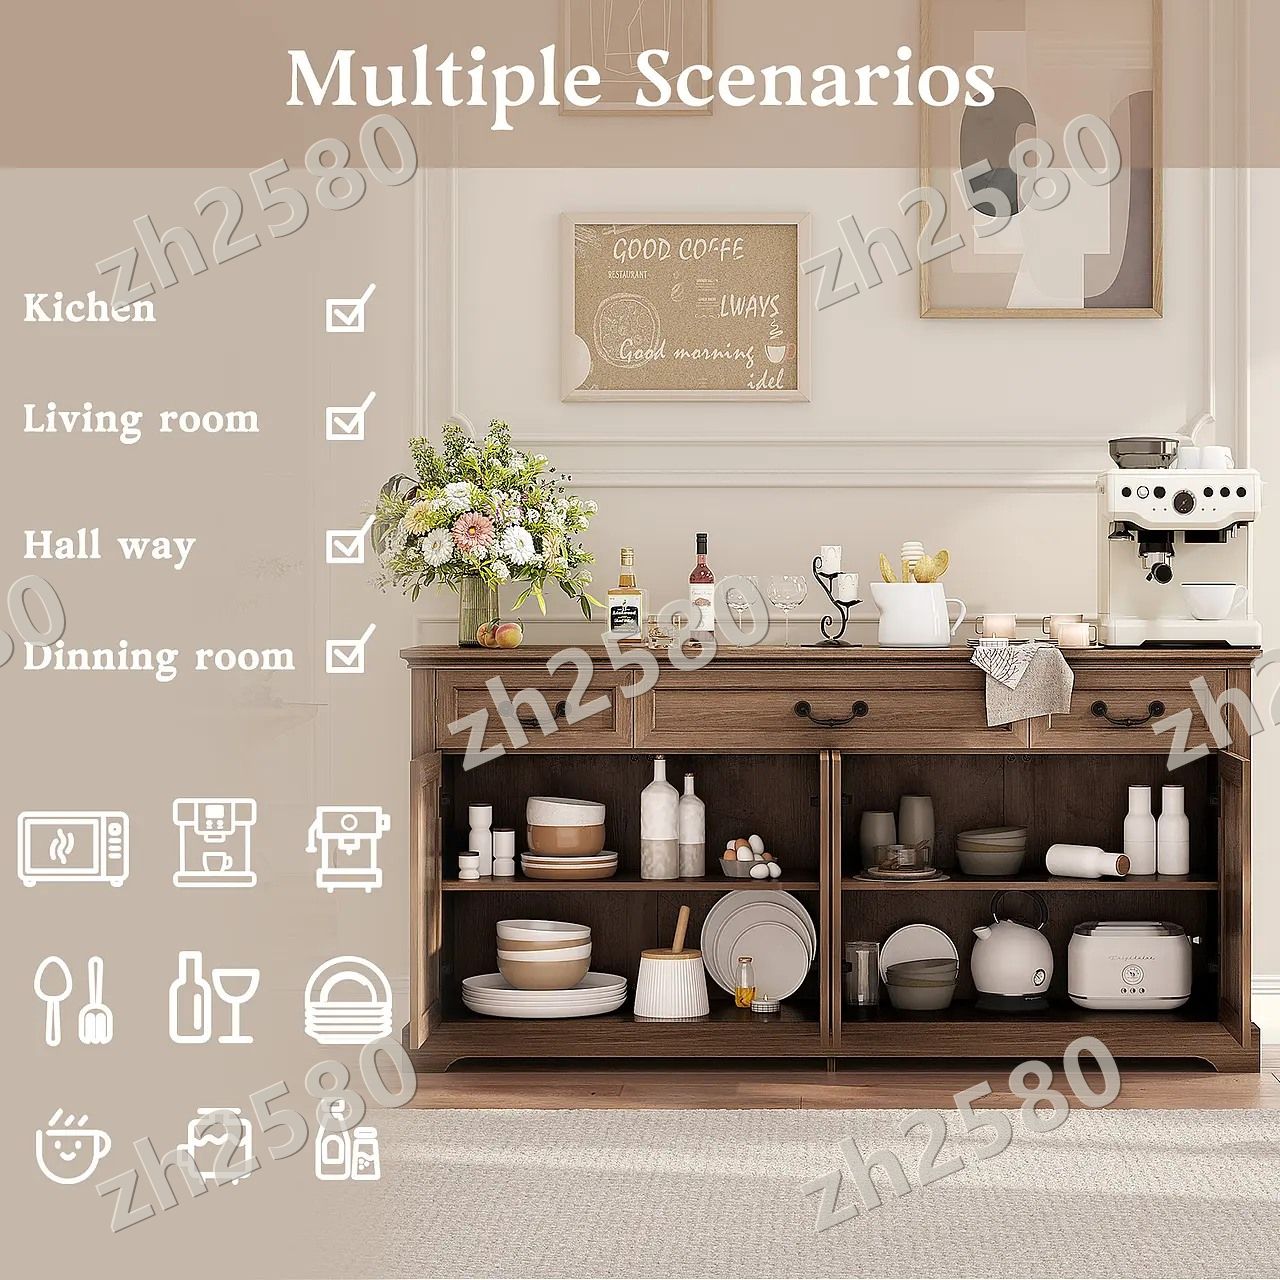 Multiple Scenarios
zh2580
zh2580
GOOD COFFE
RESTAURANT
LWAYS
Good morning
idel
Kichen
Living room
Hall way
Dinning room
zh2580
zh2580
zh2580